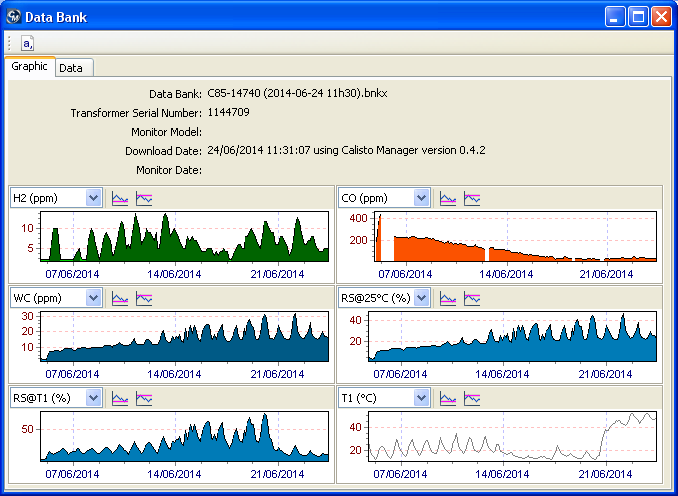 Data Bank
a,
Graphic Data
Data Bank: C85-14740 (2014-06-24 11h30).bnkx
Transformer Serial Number: 1144709
Monitor Model:
Download Date: 24/06/2014 11:31:07 using Calisto Manager version 0.4.2
Monitor Date:
H2 (ppm) CO (ppm)
10
5
07/06/2014 14/06/2014 21/06/2014
400
200
07/06/2014 14/06/2014 21/06/2014
WC (ppm) RS@25°C (%)
30
20
10
07/06/2014 14/06/2014 21/06/2014
40
20
07/06/2014 14/06/2014 21/06/2014
RS@T1 (%) T1 (°C)
50
07/06/2014 14/06/2014 21/06/2014
40
20
07/06/2014 14/06/2014 21/06/2014